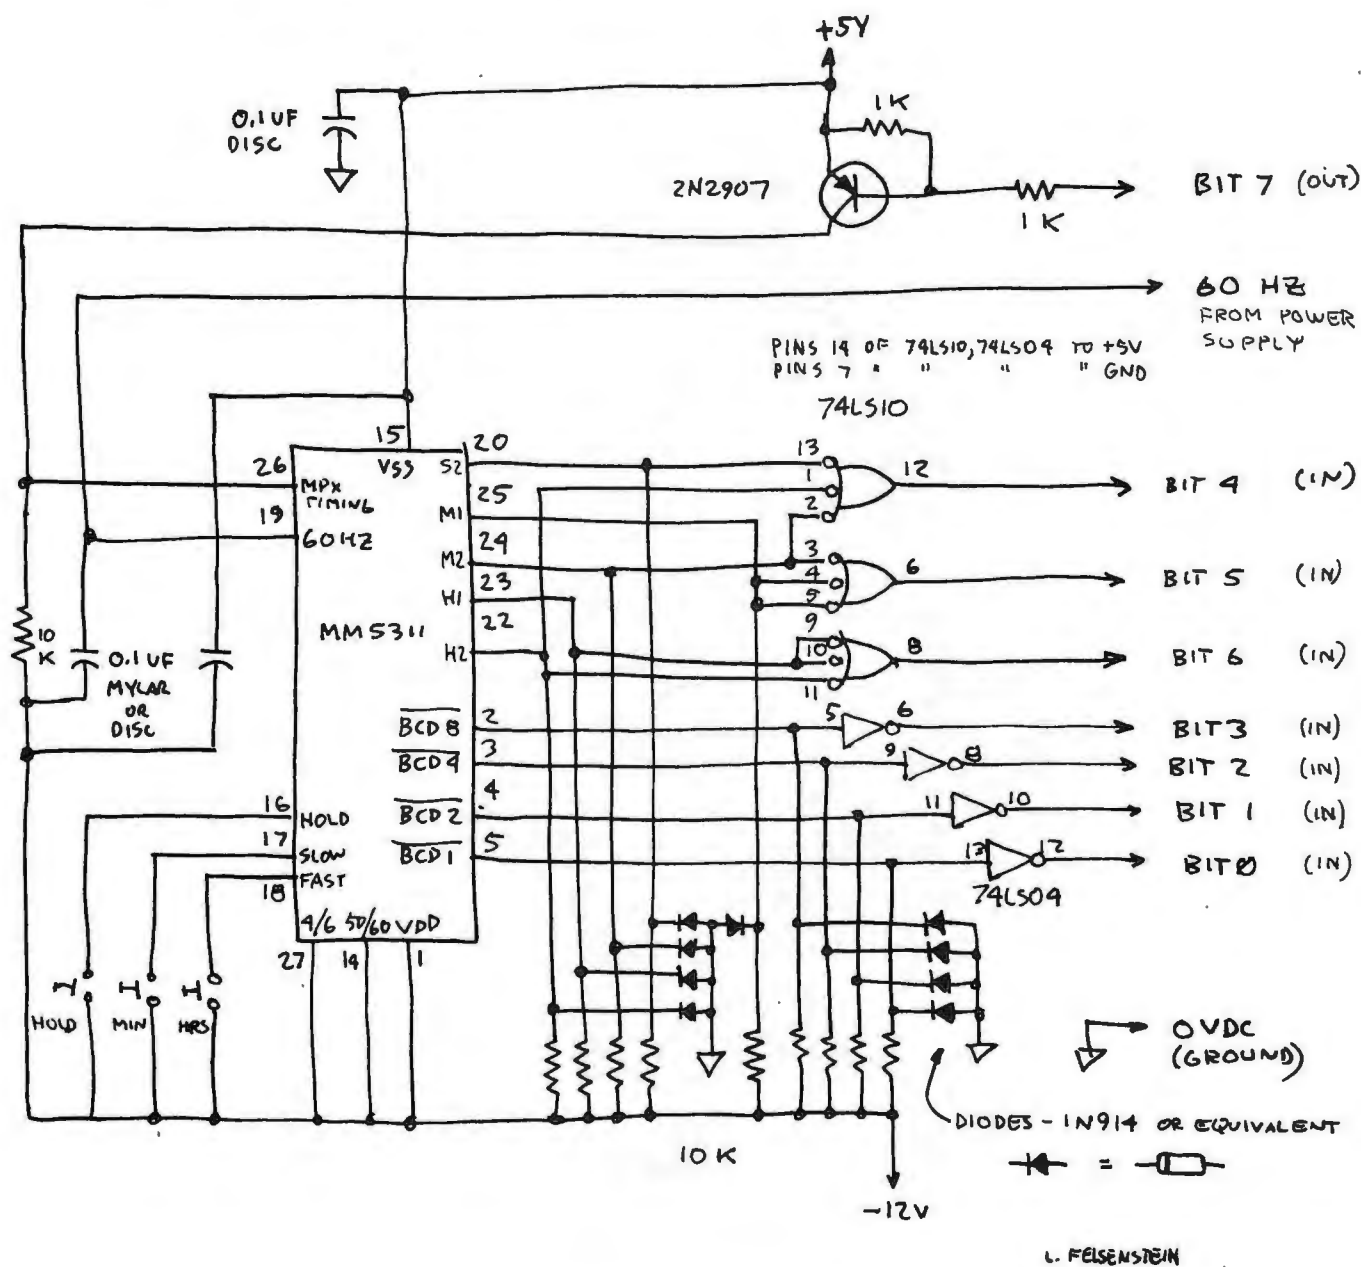 +5V
0.1UF
DISC
1K
2N2907
BIT 7 (OUT)
1K
60 HZ
FROM POWER
SUPPLY
PINS 14 OF 74LS10, 74LS04 TO +5V
PINS 7 " " " " GND
74LS10
15
VSS
20
S2
13
12
26
MPX
TIMING
1
BIT 4 (IN)
25
M1
2
19
60HZ
24
M2
3
4
5
6
BIT 5 (IN)
23
H1
22
H2
MM5311
9
10
11
8
BIT 6 (IN)
10
K
0.1UF
MYLAR
OR
DISC
BCD8
2
5
6
BIT 3 (IN)
BCD4
3
9
8
BIT 2 (IN)
16
HOLD
BCD2
4
11
10
BIT 1 (IN)
17
SLOW
BCD1
5
13
12
BIT0 (IN)
18
FAST
74LS04
4/6 50/60 VDD
27
14
1
HOLD
MIN
HRS
0VDC
(GROUND)
DIODES - 1N914 OR EQUIVALENT
=
10K
-12V
L. FELSENSTEIN